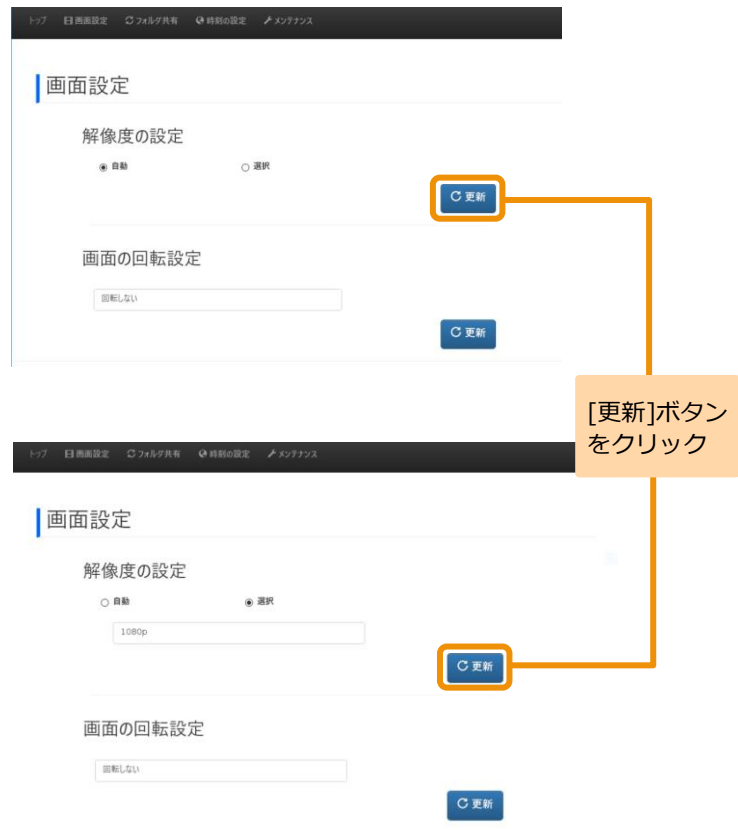 トップ 画面設定 フォルダ共有 時刻の設定 メンテナンス
画面設定
解像度の設定
自動 選択
更新
画面の回転設定
回転しない
更新
[更新]ボタン
をクリック
トップ 画面設定 フォルダ共有 時刻の設定 メンテナンス
画面設定
解像度の設定
自動 選択
1080p
更新
画面の回転設定
回転しない
更新